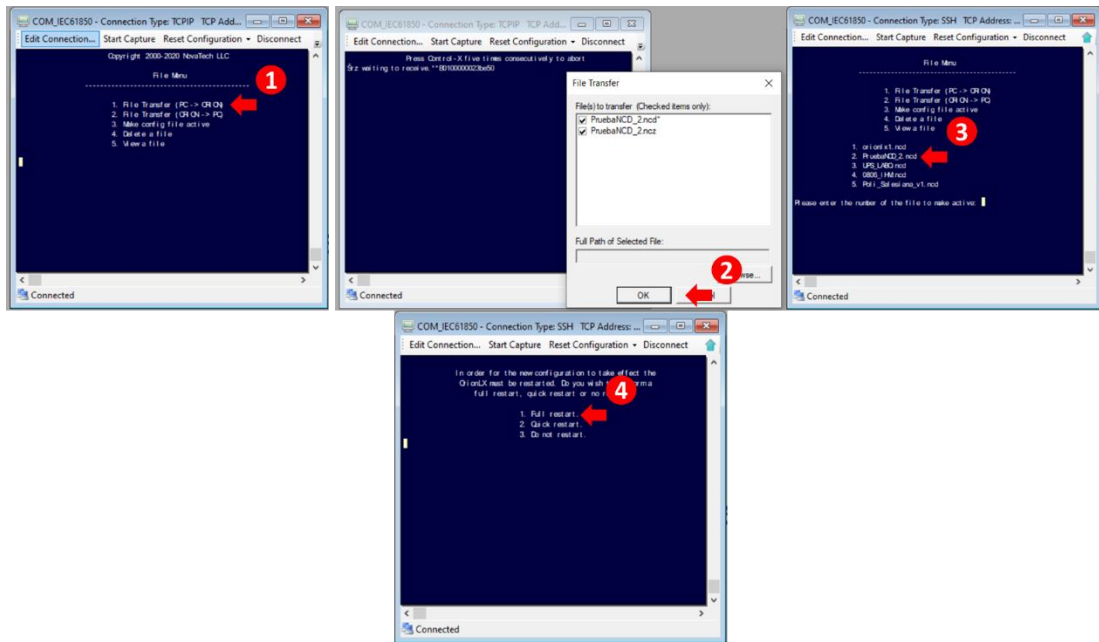 COM_IEC61850 - Connection Type: TCPIP TCP Add...
Edit Connection... Start Capture Reset Configuration Disconnect
Copyright 2000-2020 NovaTech LLC
File Menu
1. File Transfer (PC -> ORION)
2. File Transfer (ORION -> PC)
3. Make config file active
4. Delete a file
5. View a file
1
Connected
COM_IEC61850 - Connection Type: TCPIP TCP Add...
Edit Connection... Start Capture Reset Configuration Disconnect
Press Control-X five times consecutively to abort
rz waiting to receive.
Connected
File Transfer
File(s) to transfer (Checked items only):
PruebaNCD_2.ncd*
PruebaNCD_2.ncz
Full Path of Selected File:
2
wse...
OK
COM_IEC61850 - Connection Type: SSH TCP Address: ...
Edit Connection... Start Capture Reset Configuration Disconnect
File Menu
1. File Transfer (PC -> ORION)
2. File Transfer (ORION -> PC)
3. Make config file active
4. Delete a file
5. View a file
3
1. orionlx1.ncd
2. PruebaNCD_2.ncd
3. UPS_LABO.ncd
4. 0806_IHM.ncd
5. Poli_Salesiana_v1.ncd
Please enter the number of the file to make active:
Connected
COM_IEC61850 - Connection Type: SSH TCP Address: ...
Edit Connection... Start Capture Reset Configuration Disconnect
In order for the new configuration to take effect the
OrionLX must be restarted. Do you wish
full restart, quick restart or no
4
1. Full restart.
2. Quick restart.
3. Do not restart.
Connected